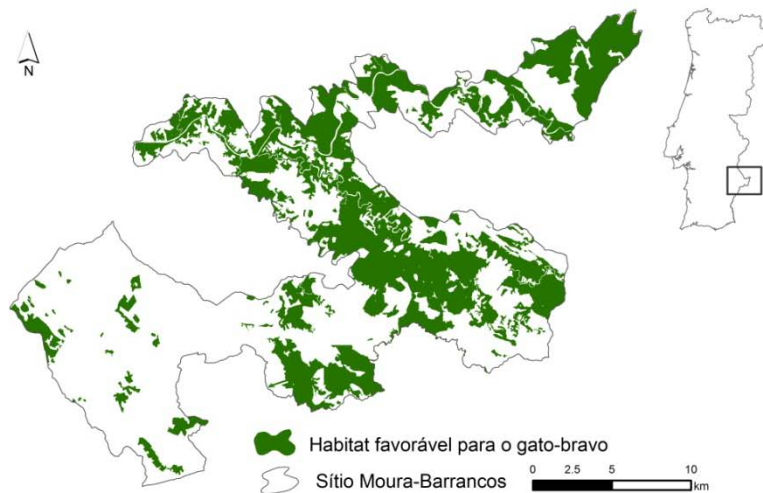 N
Habitat favorável para o gato-bravo
Sítio Moura-Barrancos
0 2.5 5 10
km